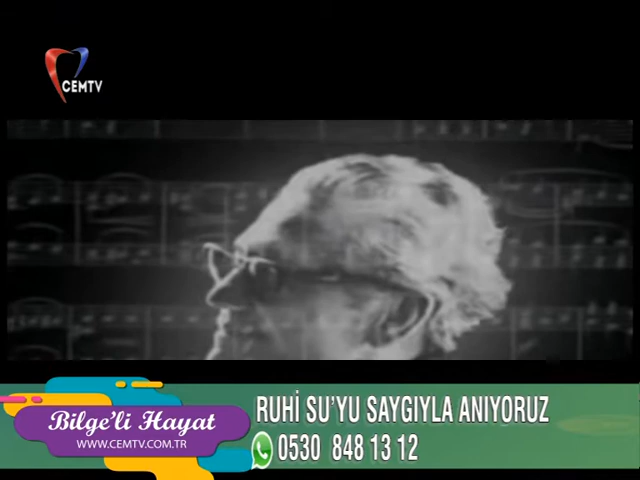 CEMTV
Bilge'li Hayat
WWW.CEMTV.COM.TR
RUHİ SU'YU SAYGIYLA ANIYORUZ
0530 848 13 12